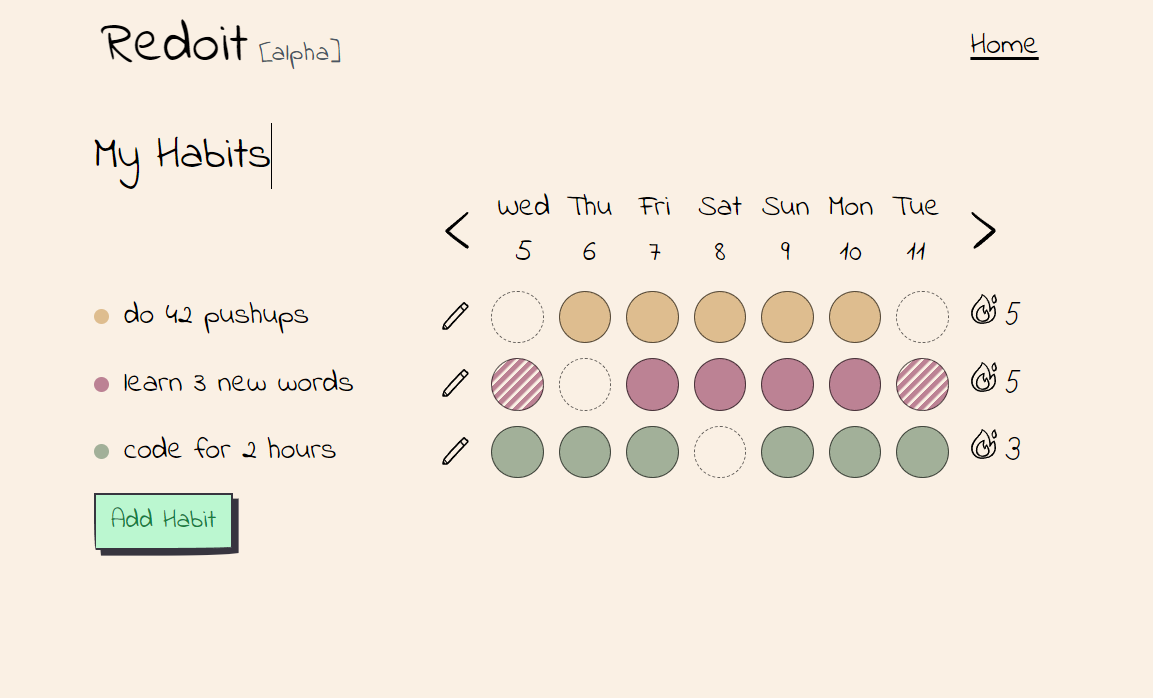 Redoit [alpha] Home
My Habits
< Wed Thu Fri Sat Sun Mon Tue >
5 6 7 8 9 10 11
do 42 pushups 5
learn 3 new words 5
code for 2 hours 3
Add Habit